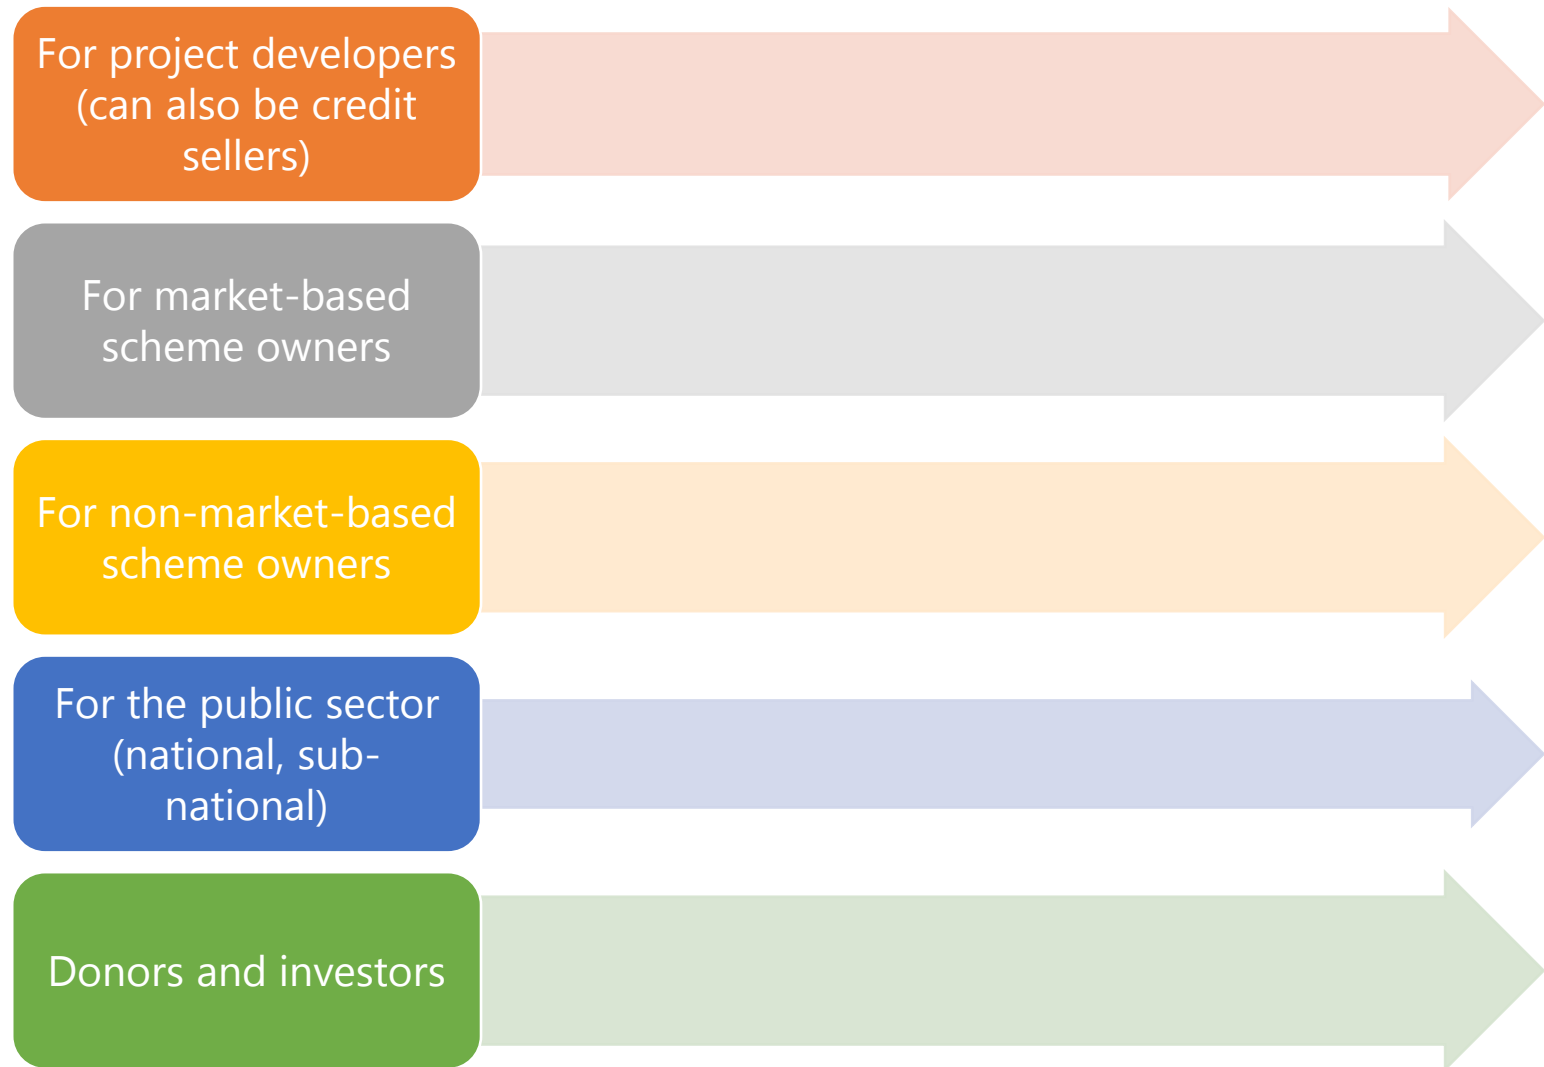 For project developers
(can also be credit
sellers)
For market-based
scheme owners
For non-market-based
scheme owners
For the public sector
(national, sub-
national)
Donors and investors